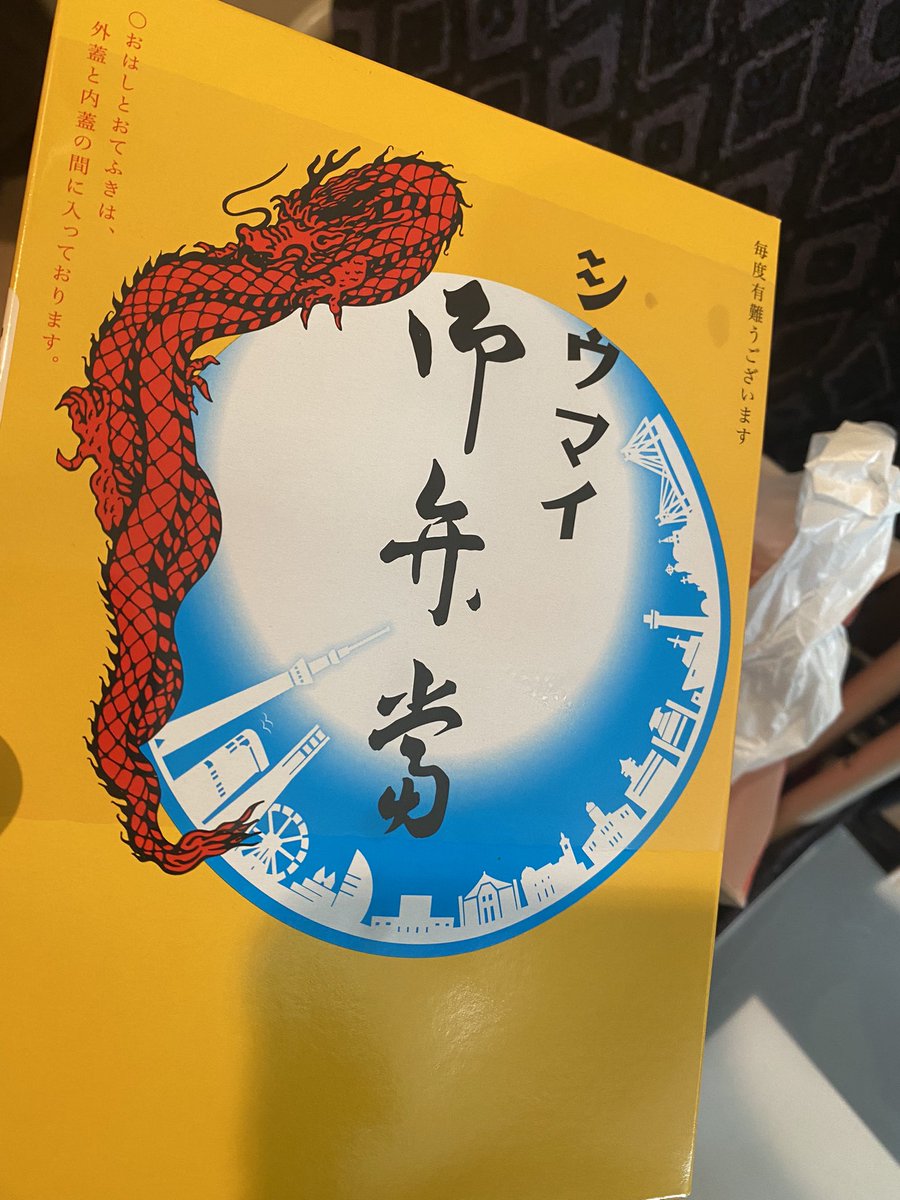 毎度有難うございます
シウマイ
御弁当
〇おはしとおてふきは、
外蓋と内蓋の間に入っております。